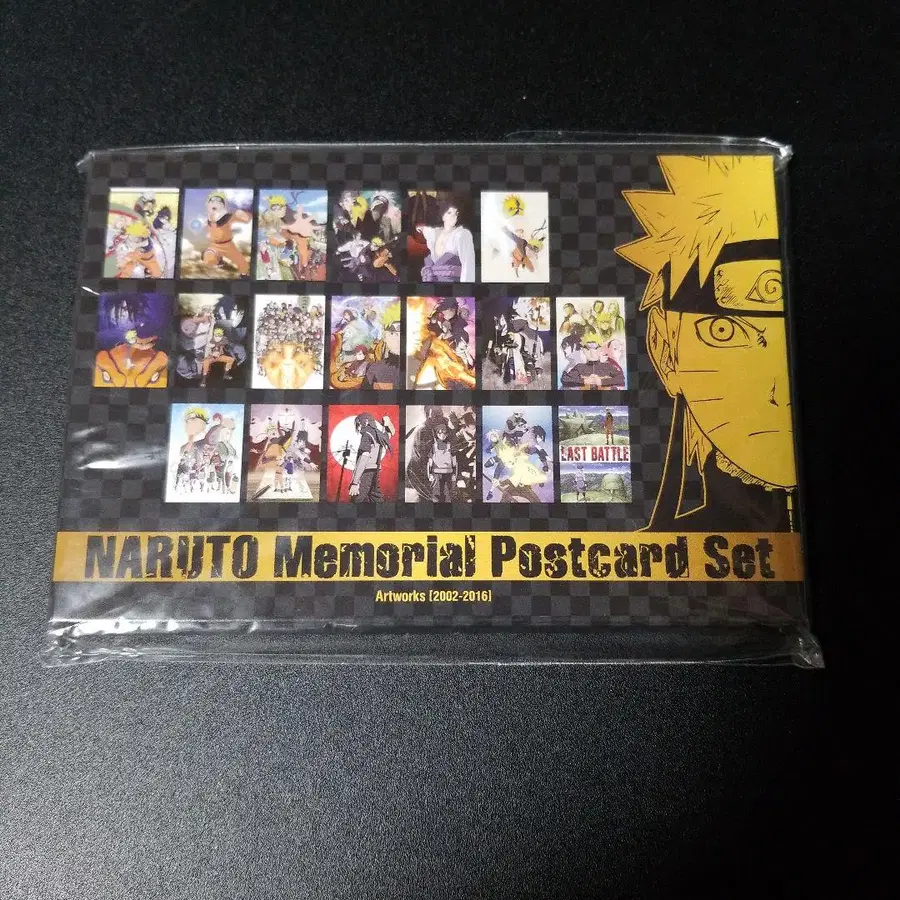 LAST BATTLE
NARUTO Memorial Postcard Set
Artworks [2002-2016]